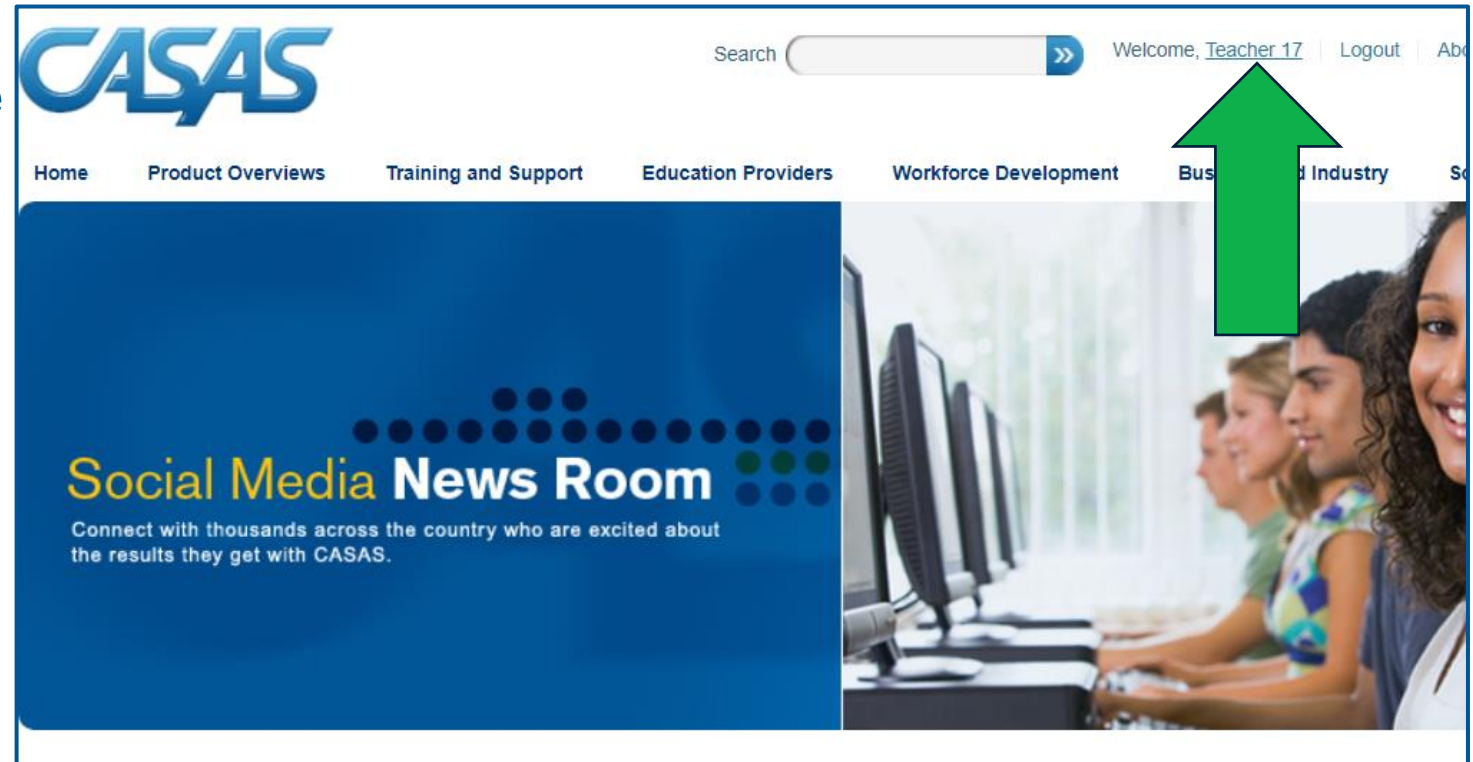 CASAS
Search
»
Welcome, Teacher 17
Logout
Home
Product Overviews
Training and Support
Education Providers
Workforce Development
Industry
Social Media News Room
Connect with thousands across the country who are excited about
the results they get with CASAS.